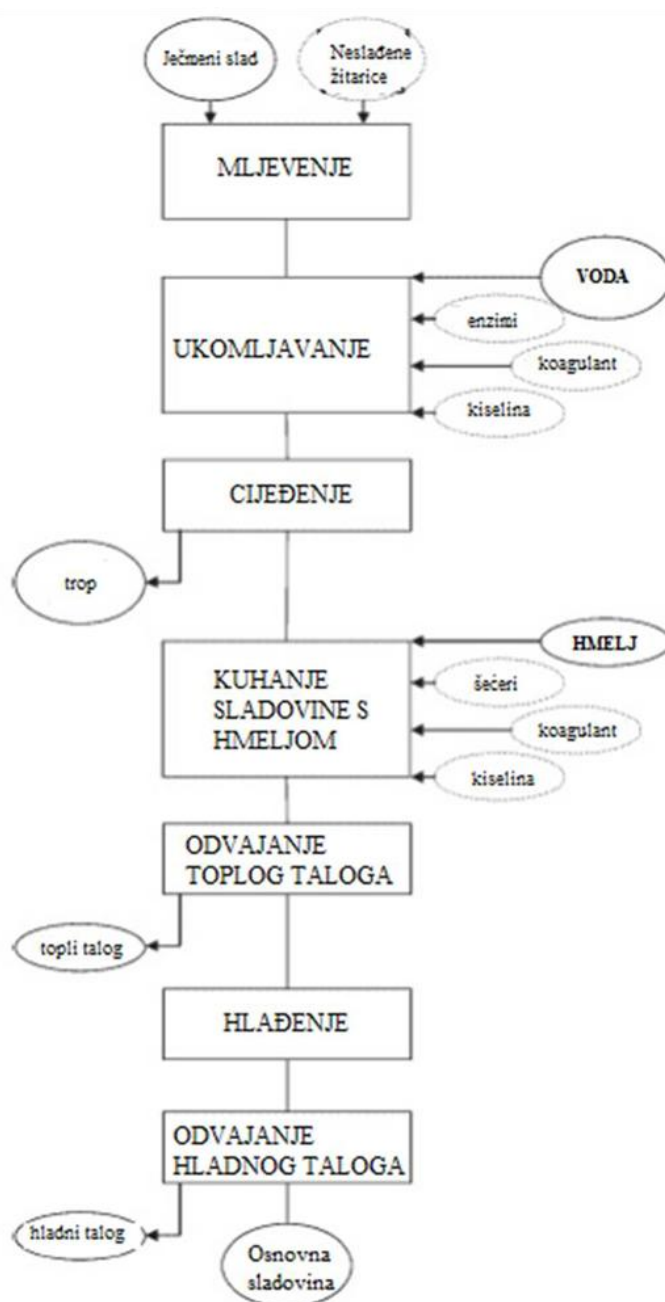 Ječmeni slad
Neslađene
žitarice
MLJEVENJE
VODA
enzimi
UKOMLJAVANJE
koagulant
kiselina
CIJEĐENJE
trop
HMELJ
KUHANJE
SLADOVINE S
HMELJOM
šećeri
koagulant
kiselina
ODVAJANJE
TOPLOG TALOGA
topli talog
HLAĐENJE
ODVAJANJE
HLADNOG TALOGA
hladni talog
Osnovna
sladovina